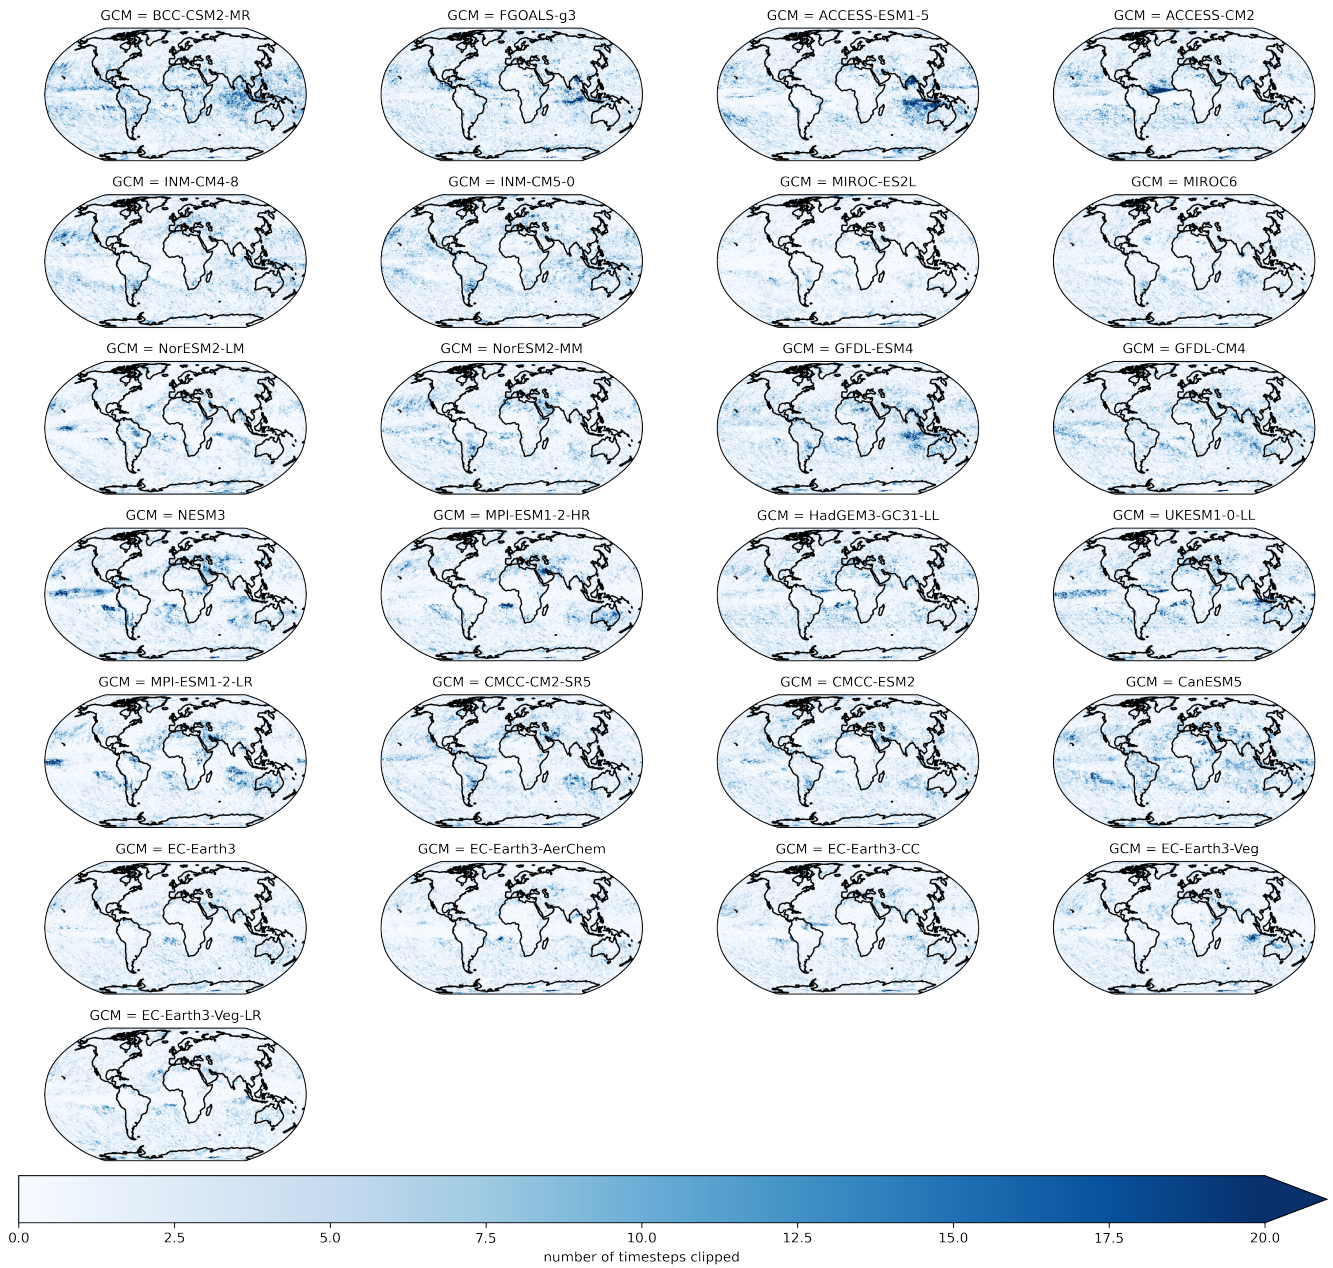 GCM = BCC-CSM2-MR
GCM = FGOALS-g3
GCM = ACCESS-ESM1-5
GCM = ACCESS-CM2
GCM = INM-CM4-8
GCM = INM-CM5-0
GCM = MIROC-ES2L
GCM = MIROC6
GCM = NorESM2-LM
GCM = NorESM2-MM
GCM = GFDL-ESM4
GCM = GFDL-CM4
GCM = NESM3
GCM = MPI-ESM1-2-HR
GCM = HadGEM3-GC31-LL
GCM = UKESM1-0-LL
GCM = MPI-ESM1-2-LR
GCM = CMCC-CM2-SR5
GCM = CMCC-ESM2
GCM = CanESM5
GCM = EC-Earth3
GCM = EC-Earth3-AerChem
GCM = EC-Earth3-CC
GCM = EC-Earth3-Veg
GCM = EC-Earth3-Veg-LR
0.0 2.5 5.0 7.5 10.0 12.5 15.0 17.5 20.0
number of timesteps clipped